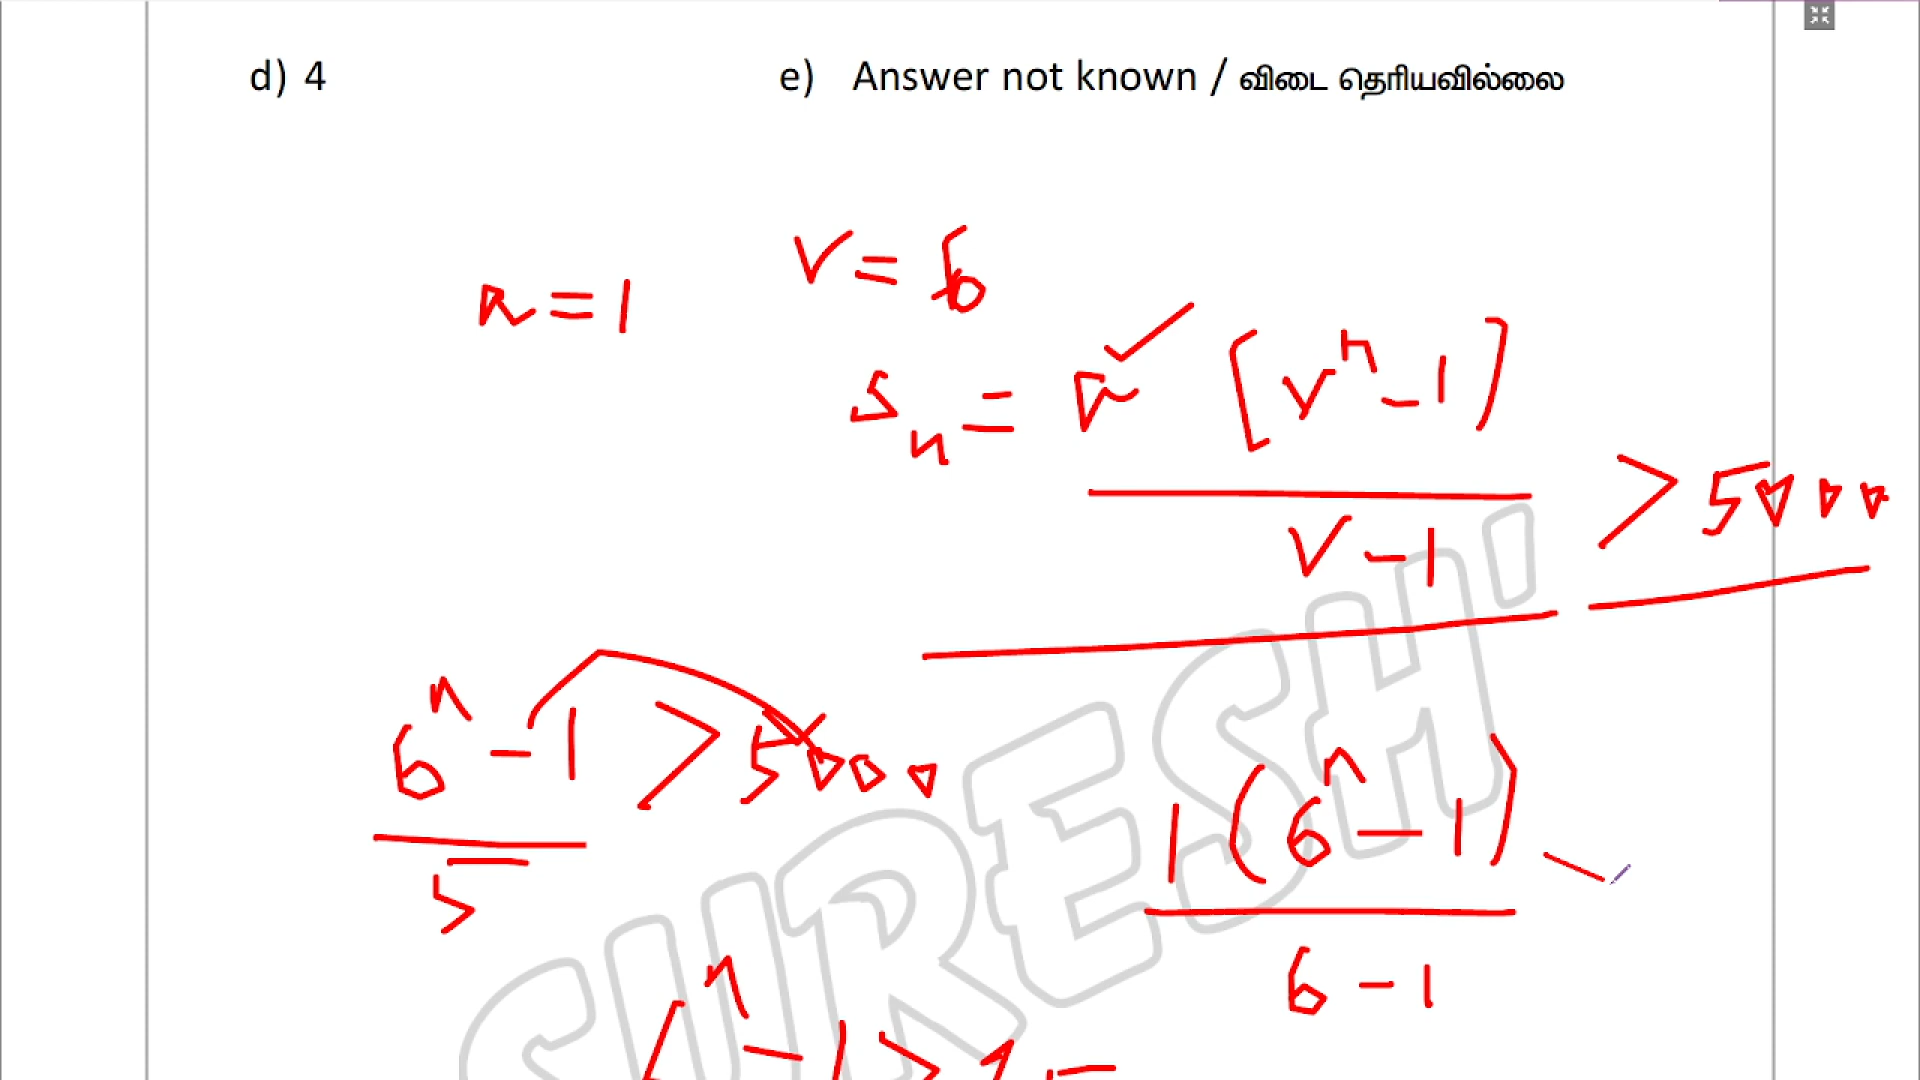 d) 4 e) Answer not known / விடை தெரியவில்லை
a = 1 r = 6
Sn = a [r^n - 1] / r - 1 > 5000
6^n - 1 / 5 > 5000
1 (6^n - 1) / 6 - 1
SURESH'